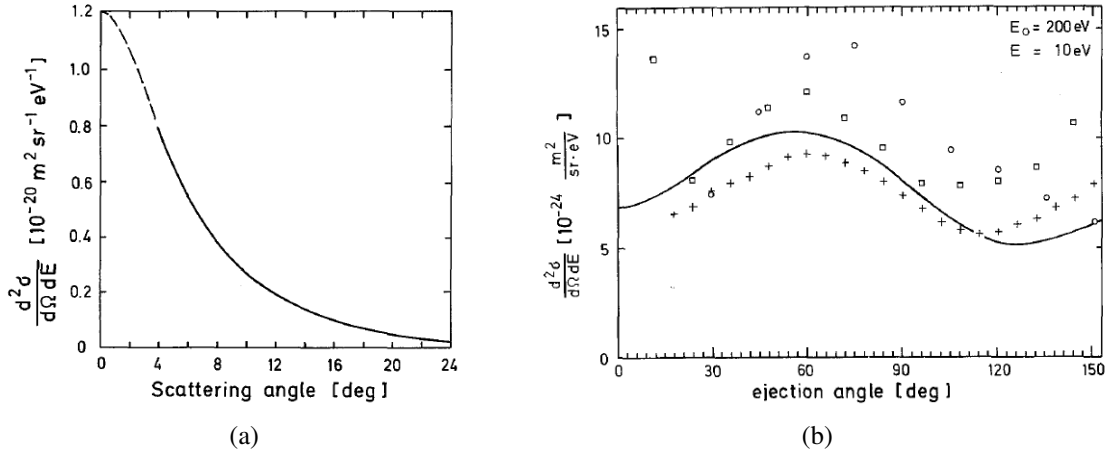 1.2
1.0
0.8
0.6
0.4
0.2
0
d²σ/dΩdE [10⁻²⁰ m² sr⁻¹ eV⁻¹]
0 4 8 12 16 20 24
Scattering angle [deg]
(a)
E₀ = 200 eV
E = 10 eV
15
10
5
0
d²σ/dΩdE [10⁻²⁴ m²/sr·eV]
0 30 60 90 120 150
ejection angle [deg]
(b)